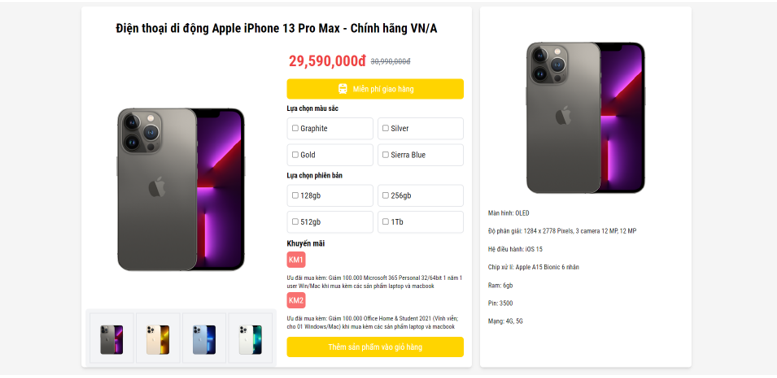 Điện thoại di động Apple iPhone 13 Pro Max - Chính hãng VN/A
29,590,000đ 30,990,000đ
Miễn phí giao hàng
Lựa chọn màu sắc
Graphite
Silver
Gold
Sierra Blue
Lựa chọn phiên bản
128gb
256gb
512gb
1Tb
Khuyến mãi
KM1
Ưu đãi mua kèm: Giảm 100.000 Microsoft 365 Personal 32/64bit 1 năm 1
user Win/Mac khi mua kèm các sản phẩm laptop và macbook
KM2
Ưu đãi mua kèm: Giảm 100.000 Office Home & Student 2021 (Vĩnh viễn,
cho 01 Windows/Mac) khi mua kèm các sản phẩm laptop và macbook
Thêm sản phẩm vào giỏ hàng
Màn hình: OLED
Độ phân giải: 1284 x 2778 Pixels, 3 camera 12 MP, 12 MP
Hệ điều hành: iOS 15
Chip xử lí: Apple A15 Bionic 6 nhân
Ram: 6gb
Pin: 3500
Mạng: 4G, 5G